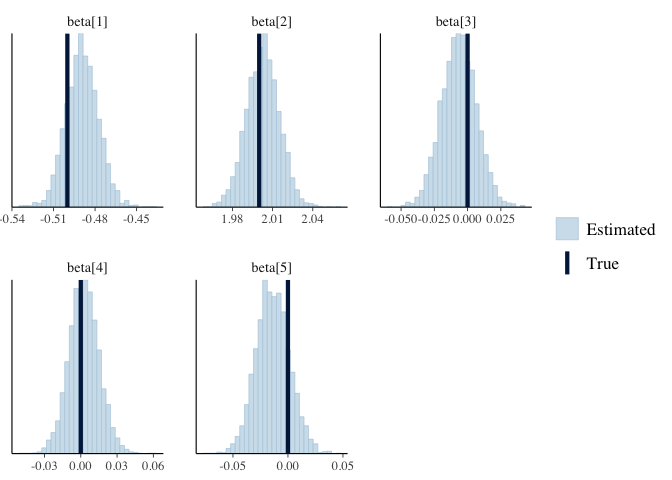 beta[1] beta[2] beta[3]
-0.54 -0.51 -0.48 -0.45 1.98 2.01 2.04 -0.050 -0.025 0.000 0.025
Estimated
True
beta[4] beta[5]
-0.03 0.00 0.03 0.06 -0.05 0.00 0.05